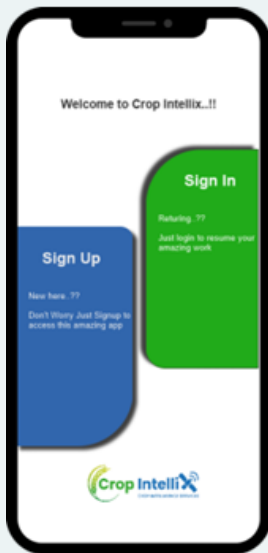 Welcome to Crop Intellix..!!
Sign In
Returing..??
Just login to resume your
amazing work
Sign Up
New here..??
Don't Worry Just Signup to
access this amazing app
Crop IntelliX